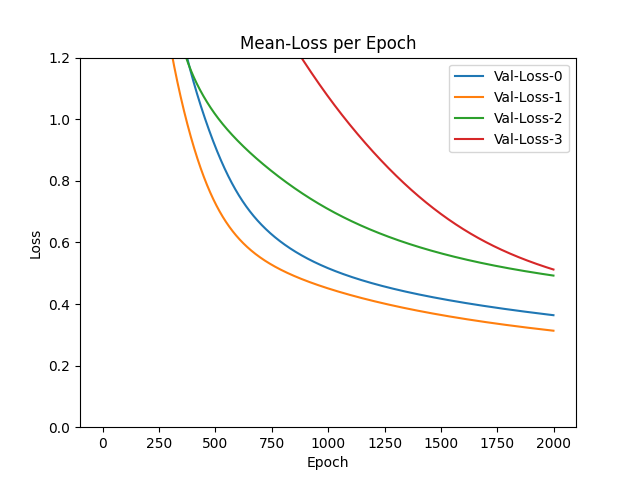 Mean-Loss per Epoch
Val-Loss-0
Val-Loss-1
Val-Loss-2
Val-Loss-3
Loss
1.2
1.0
0.8
0.6
0.4
0.2
0.0
0 250 500 750 1000 1250 1500 1750 2000
Epoch